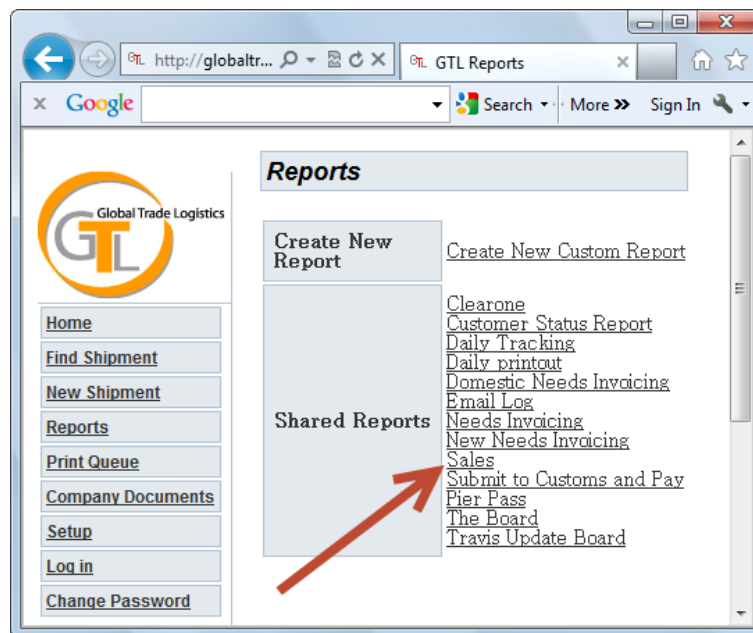 http://globaltr...
GTL GTL Reports
x Google
Search
More »
Sign In
Reports
Global Trade Logistics
GTL
Create New
Report
Create New Custom Report
Home
Find Shipment
New Shipment
Reports
Print Queue
Company Documents
Setup
Log in
Change Password
Shared Reports
Clearone
Customer Status Report
Daily Tracking
Daily printout
Domestic Needs Invoicing
Email Log
Needs Invoicing
New Needs Invoicing
Sales
Submit to Customs and Pay
Pier Pass
The Board
Travis Update Board